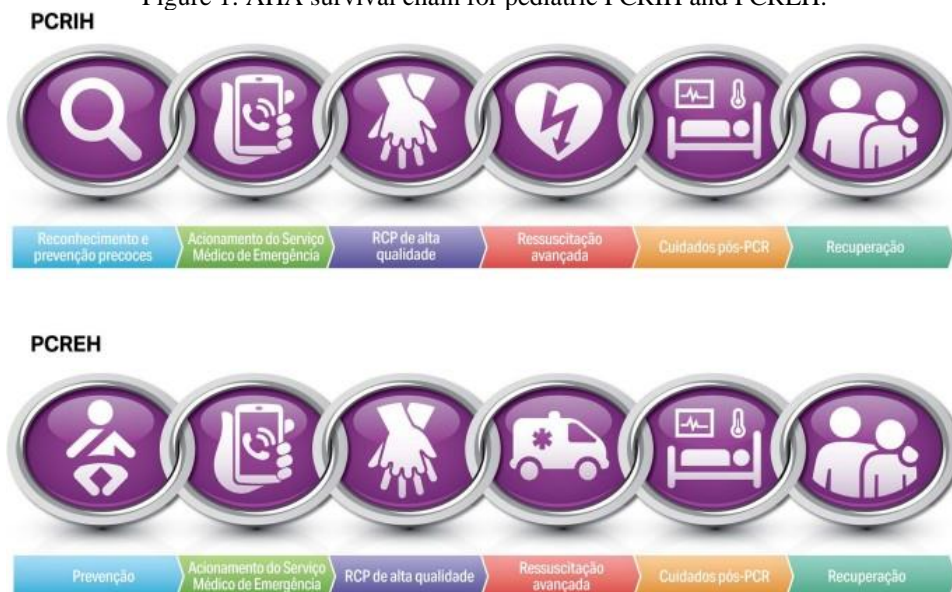 Figure 1: AHA survival chain for pediatric PCRIH and PCREH.
PCRIH
Reconhecimento e
prevenção precoces
Acionamento do Serviço
Médico de Emergência
RCP de alta
qualidade
Ressuscitação
avançada
Cuidados pós-PCR
Recuperação
PCREH
Prevenção
Acionamento do Serviço
Médico de Emergência
RCP de alta qualidade
Ressuscitação
avançada
Cuidados pós-PCR
Recuperação